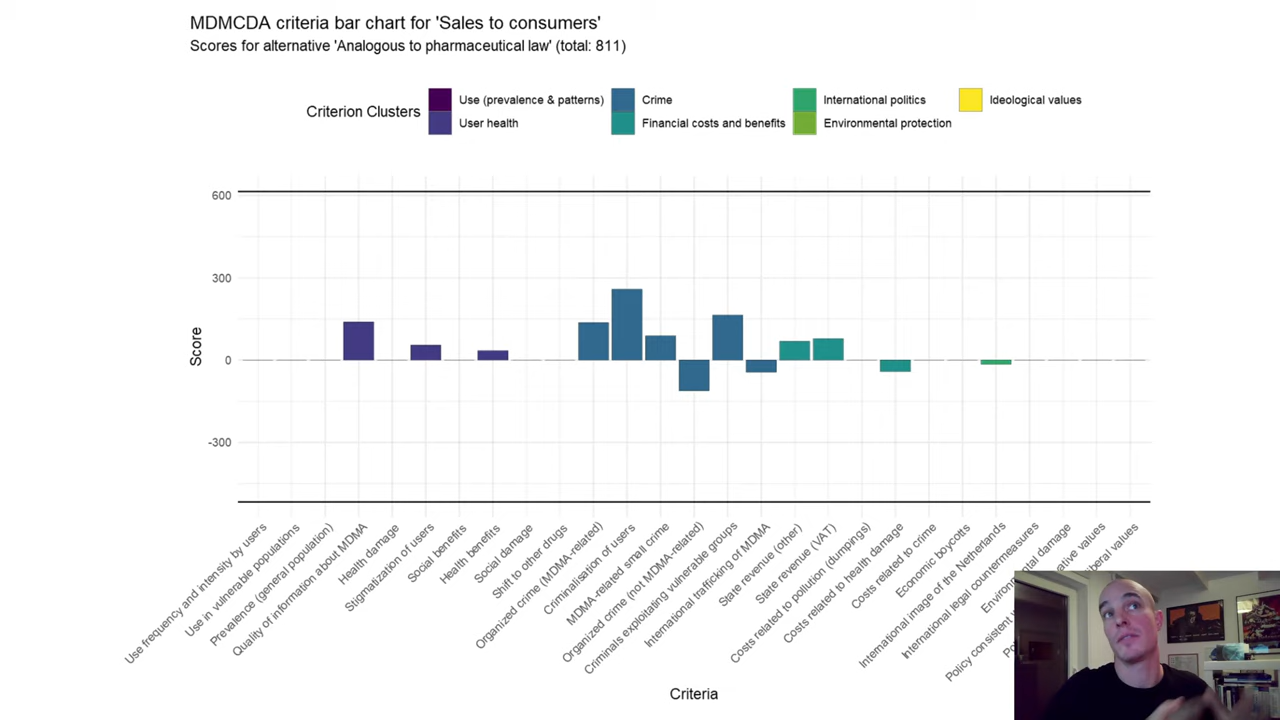 MDMCDA criteria bar chart for 'Sales to consumers'
Scores for alternative 'Analogous to pharmaceutical law' (total: 811)
Criterion Clusters
Use (prevalence & patterns)
User health
Crime
Financial costs and benefits
International politics
Environmental protection
Ideological values
600
300
0
-300
Score
Use frequency and intensity by users
Use in vulnerable populations
Prevalence (general population)
Quality of information about MDMA
Health damage
Stigmatization of users
Social benefits
Health benefits
Social damage
Shift to other drugs
Organized crime (MDMA-related)
Criminalisation of users
MDMA-related small crime
Organized crime (not MDMA-related)
Criminals exploiating vulnerable groups
International trafficking of MDMA
State revenue (other)
State revenue (VAT)
Costs related to pollution (dumpings)
Costs related to health damage
Costs related to crime
Economic boycotts
International image of the Netherlands
International legal countermeasures
Environmental damage
Policy consistent
values
values
Criteria